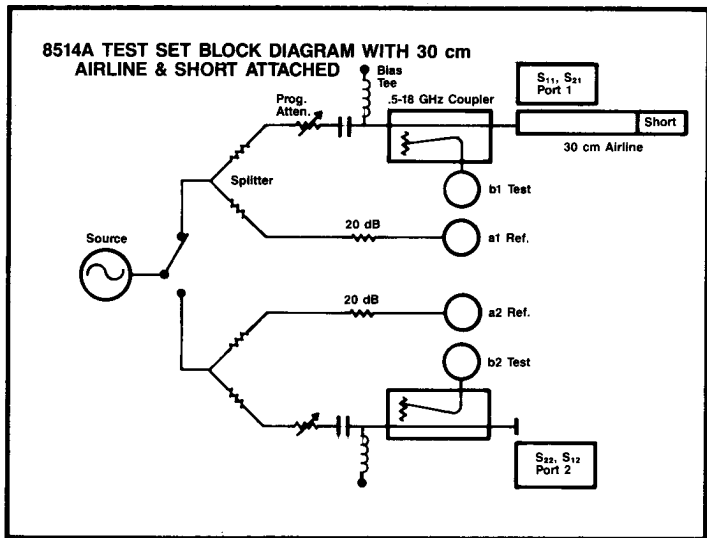 8514A TEST SET BLOCK DIAGRAM WITH 30 cm
AIRLINE & SHORT ATTACHED
Bias
Tee
S₁₁, S₂₁
Port 1
Prog.
Atten.
.5-18 GHz Coupler
Short
30 cm Airline
Splitter
b1 Test
20 dB
a1 Ref.
Source
20 dB
a2 Ref.
b2 Test
S₂₂, S₁₂
Port 2